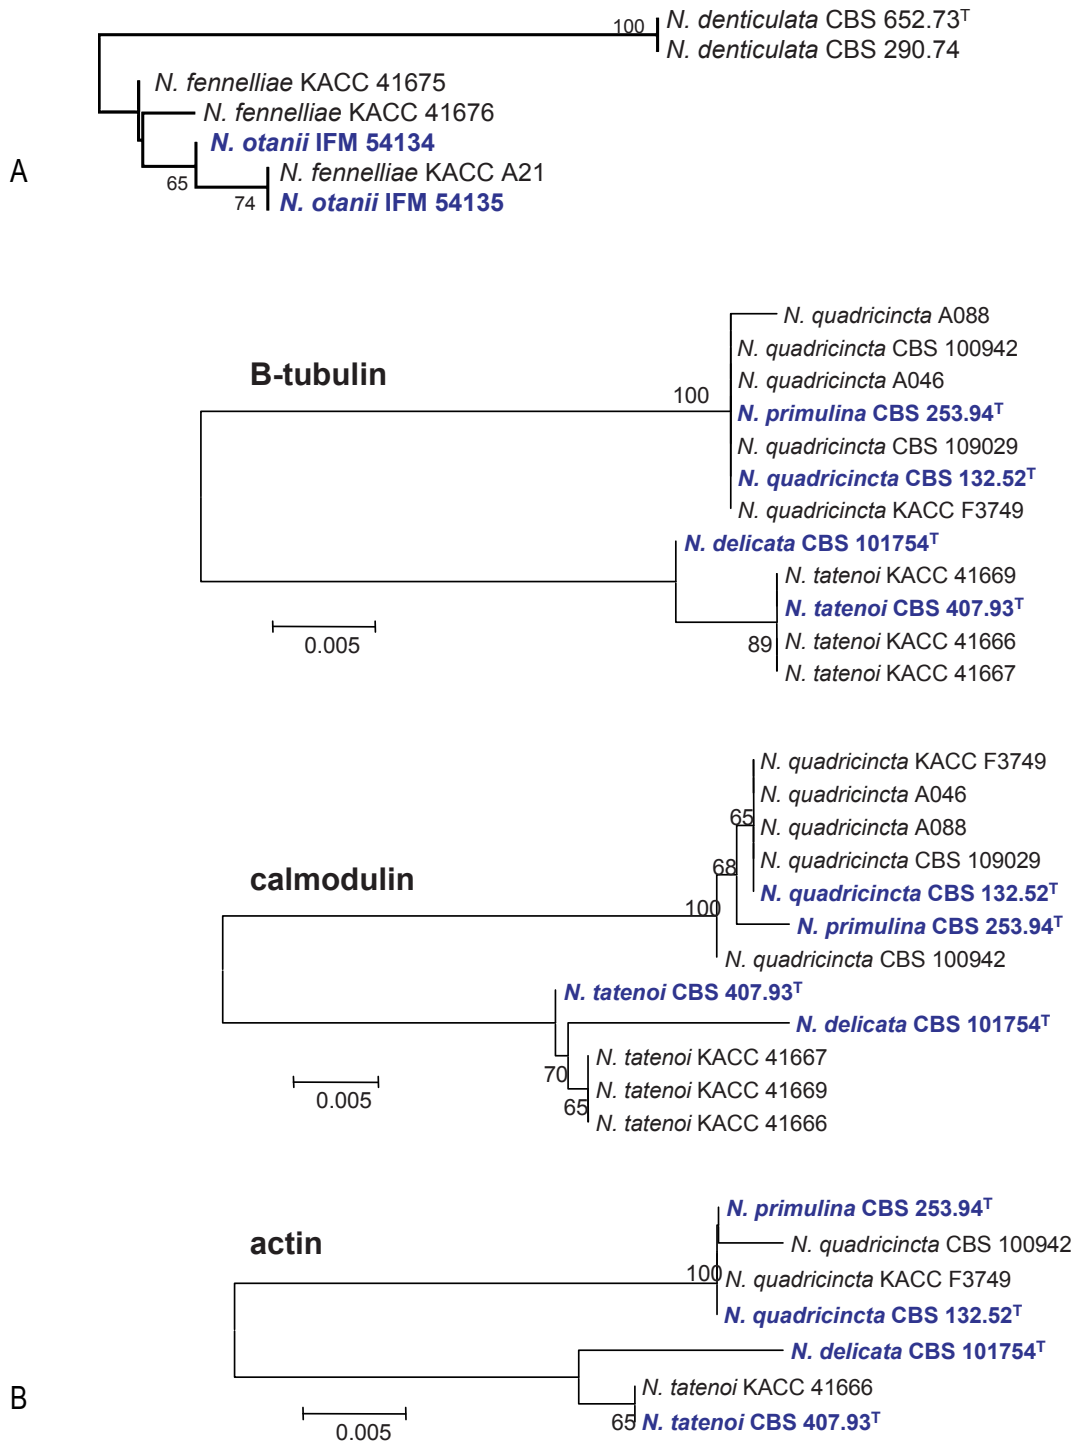 100
N. denticulata CBS 652.73T
N. denticulata CBS 290.74
N. fennelliae KACC 41675
N. fennelliae KACC 41676
N. otanii IFM 54134
A
65
N. fennelliae KACC A21
74
N. otanii IFM 54135
N. quadricincta A088
N. quadricincta CBS 100942
B-tubulin
N. quadricincta A046
100
N. primulina CBS 253.94T
N. quadricincta CBS 109029
N. quadricincta CBS 132.52T
N. quadricincta KACC F3749
N. delicata CBS 101754T
N. tatenoi KACC 41669
N. tatenoi CBS 407.93T
0.005
89
N. tatenoi KACC 41666
N. tatenoi KACC 41667
N. quadricincta KACC F3749
N. quadricincta A046
65
N. quadricincta A088
68
N. quadricincta CBS 109029
calmodulin
N. quadricincta CBS 132.52T
100
N. primulina CBS 253.94T
N. quadricincta CBS 100942
N. tatenoi CBS 407.93T
N. delicata CBS 101754T
N. tatenoi KACC 41667
70
0.005
N. tatenoi KACC 41669
65
N. tatenoi KACC 41666
N. primulina CBS 253.94T
actin
N. quadricincta CBS 100942
100
N. quadricincta KACC F3749
N. quadricincta CBS 132.52T
N. delicata CBS 101754T
B
N. tatenoi KACC 41666
0.005
65
N. tatenoi CBS 407.93T